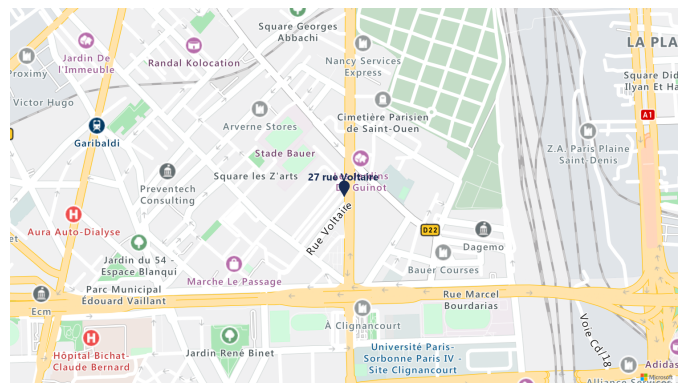 Square Georges
Abbachi
Jardin De
l'Immeuble
Randal Kolocation
Nancy Services
Express
LA PLA
Proximy
Square Did
Ilyan Et Ha
Victor Hugo
A1
Arverne Stores
Cimetière Parisien
de Saint-Ouen
Garibaldi
Z.A. Paris Plaine
Saint-Denis
Stade Bauer
Square les Z'arts
27 rue Voltaire
Guinot
Preventech
Consulting
Rue Voltaire
Aura Auto-Dialyse
D22
Dagemo
Jardin du 54 -
Espace Blanqui
Bauer Courses
Marche Le Passage
Parc Municipal
Édouard Vaillant
Rue Marcel
Bourdarias
Ecm
À Clignancourt
Voie Cdl18
Hôpital Bichat-
Claude Bernard
Jardin René Binet
Université Paris-
Sorbonne Paris IV -
Site Clignancourt
Adidas
Alliance Services
Microsoft